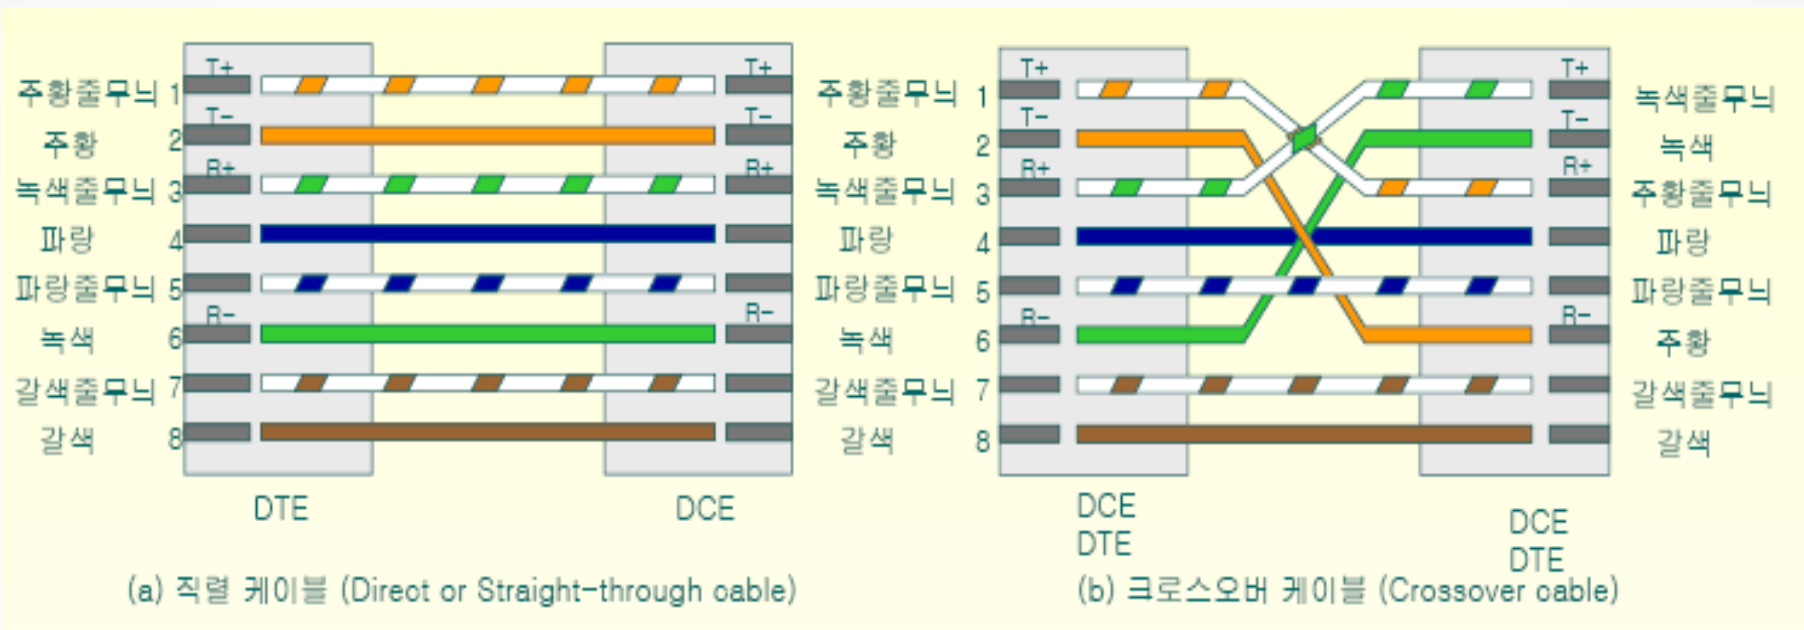 T+ T+
주황줄무늬 1
T- T-
주황 2
R+ R+
녹색줄무늬 3
파랑 4
파랑줄무늬 5
R- R-
녹색 6
갈색줄무늬 7
갈색 8
DTE DCE
(a) 직렬 케이블 (Direct or Straight-through cable)
T+ T+
주황줄무늬 1 녹색줄무늬
T- T-
주황 2 녹색
R+ R+
녹색줄무늬 3 주황줄무늬
파랑 4 파랑
파랑줄무늬 5 파랑줄무늬
R- R-
녹색 6 주황
갈색줄무늬 7 갈색줄무늬
갈색 8 갈색
DCE DCE
DTE DTE
(b) 크로스오버 케이블 (Crossover cable)